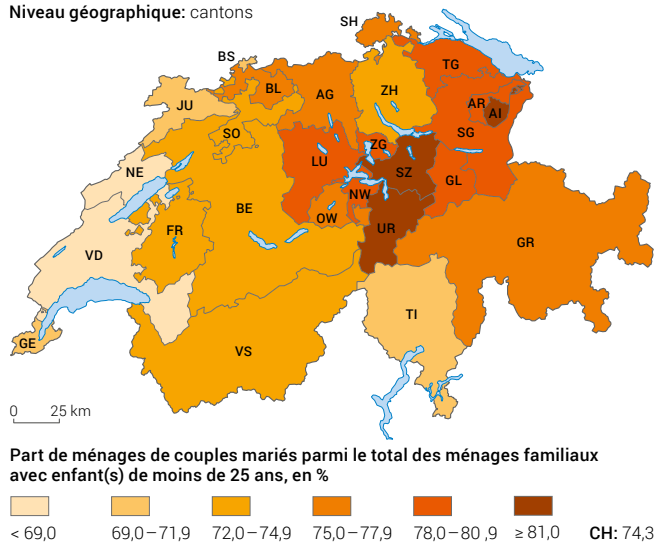 Niveau géographique: cantons
SH
BS
TG
BL
AG
ZH
JU
AR
AI
SO
SG
ZG
LU
SZ
NE
NW
GL
BE
OW
FR
UR
GR
VD
TI
GE
VS
0 25 km
Part de ménages de couples mariés parmi le total des ménages familiaux
avec enfant(s) de moins de 25 ans, en %
< 69,0 69,0–71,9 72,0–74,9 75,0–77,9 78,0–80,9 ≥ 81,0 CH: 74,3